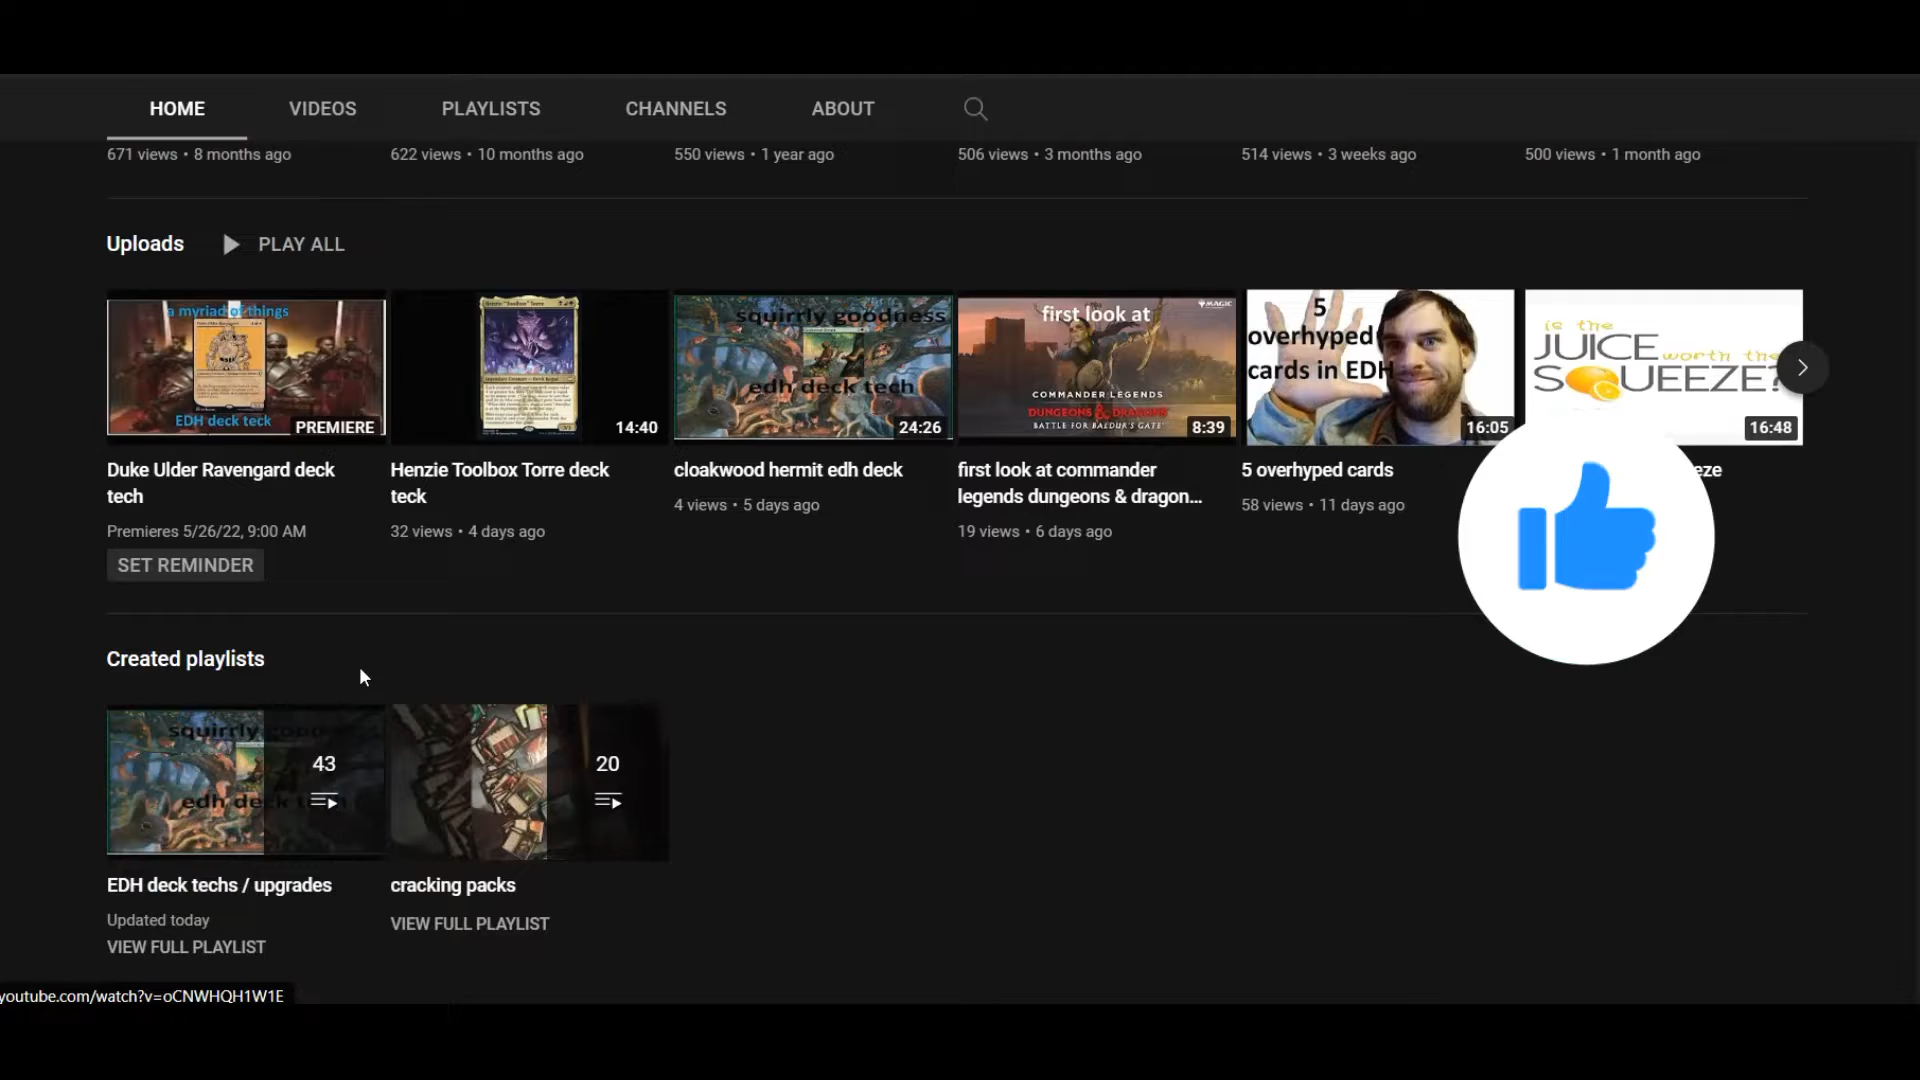 HOME VIDEOS PLAYLISTS CHANNELS ABOUT
671 views • 8 months ago
622 views • 10 months ago
550 views • 1 year ago
506 views • 3 months ago
514 views • 3 weeks ago
500 views • 1 month ago
Uploads PLAY ALL
a myriad of things
EDH deck teck
PREMIERE
Duke Ulder Ravengard deck
tech
Premieres 5/26/22, 9:00 AM
SET REMINDER
14:40
Henzie Toolbox Torre deck
teck
32 views • 4 days ago
squirrly goodness
edh deck tech
24:26
cloakwood hermit edh deck
4 views • 5 days ago
MAGIC
first look at
COMMANDER LEGENDS
DUNGEONS & DRAGONS
BATTLE FOR BALDUR'S GATE
8:39
first look at commander
legends dungeons & dragon...
19 views • 6 days ago
5
overhyped
cards in EDH
16:05
5 overhyped cards
58 views • 11 days ago
is the
JUICE worth the
SQUEEZE?
16:48
eze
Created playlists
squirrly
edh de
43
EDH deck techs / upgrades
Updated today
VIEW FULL PLAYLIST
20
cracking packs
VIEW FULL PLAYLIST
youtube.com/watch?v=oCNWHQH1W1E